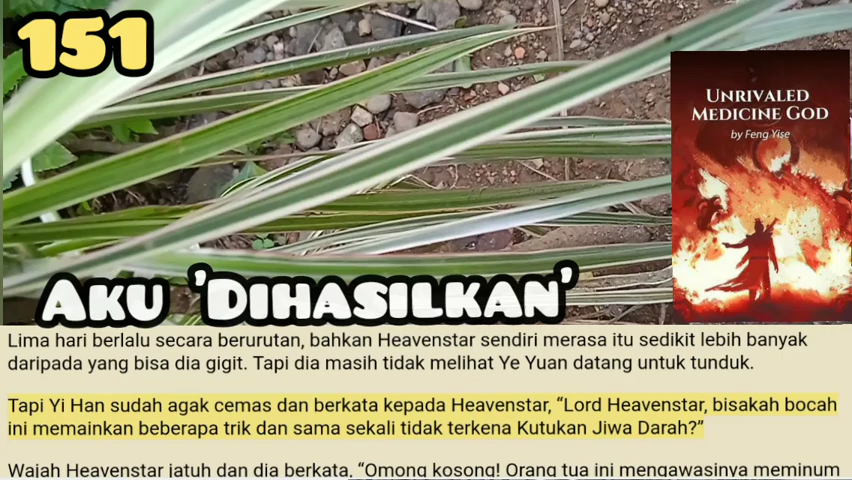 151
UNRIVALED
MEDICINE GOD
by Feng Yise
AKU 'DIHASILKAN'
Lima hari berlalu secara berurutan, bahkan Heavenstar sendiri merasa itu sedikit lebih banyak
daripada yang bisa dia gigit. Tapi dia masih tidak melihat Ye Yuan datang untuk tunduk.
Tapi Yi Han sudah agak cemas dan berkata kepada Heavenstar, “Lord Heavenstar, bisakah bocah
ini memainkan beberapa trik dan sama sekali tidak terkena Kutukan Jiwa Darah?”
Wajah Heavenstar jatuh dan dia berkata, “Omong kosong! Orang tua ini mengawasinya meminum